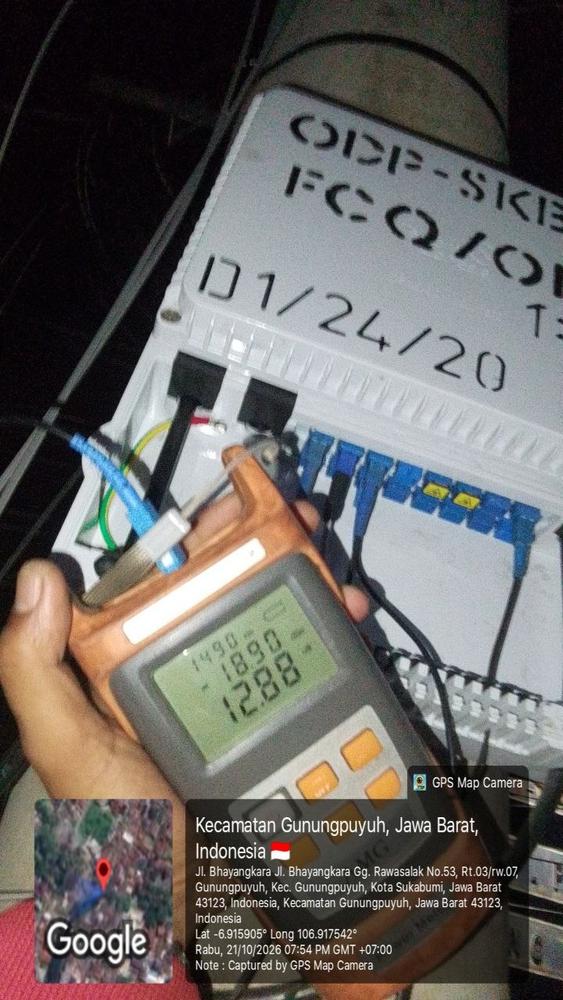 ODP-SKB
FCQ/0
D1/24/20
1490
-18.90
12.88
GPS Map Camera
Kecamatan Gunungpuyuh, Jawa Barat,
Indonesia 🇮🇩
Jl. Bhayangkara Jl. Bhayangkara Gg. Rawasalak No.53, Rt.03/rw.07,
Gunungpuyuh, Kec. Gunungpuyuh, Kota Sukabumi, Jawa Barat
43123, Indonesia, Kecamatan Gunungpuyuh, Jawa Barat 43123,
Indonesia
Lat -6.915905° Long 106.917542°
Rabu, 21/10/2026 07:54 PM GMT +07:00
Note : Captured by GPS Map Camera
Google